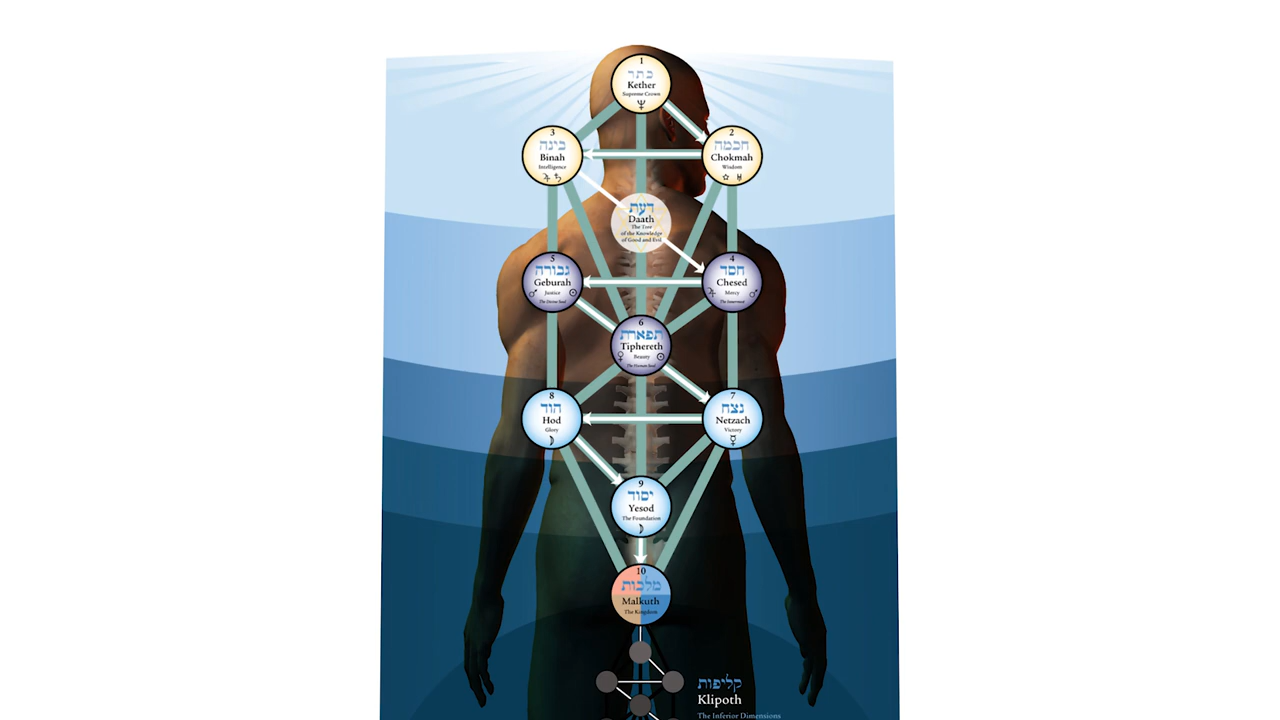 1
כתר
Kether
Supreme Crown
♆
3
בינה
Binah
Intelligence
♃ ♄
2
חכמה
Chokmah
Wisdom
☆ ♅
דעת
Daath
The Tree
of the Knowledge
of Good and Evil
5
גבורה
Geburah
Justice
♂ ☉
The Divine Soul
4
חסד
Chesed
Mercy
♃ ♂
The Innermost
6
תפארת
Tiphereth
Beauty
♀ ☉
The Human Soul
8
הוד
Hod
Glory
☽
7
נצח
Netzach
Victory
☿
9
יסוד
Yesod
The Foundation
☽
10
מלכות
Malkuth
The Kingdom
קליפות
Klipoth
The Inferior Dimensions